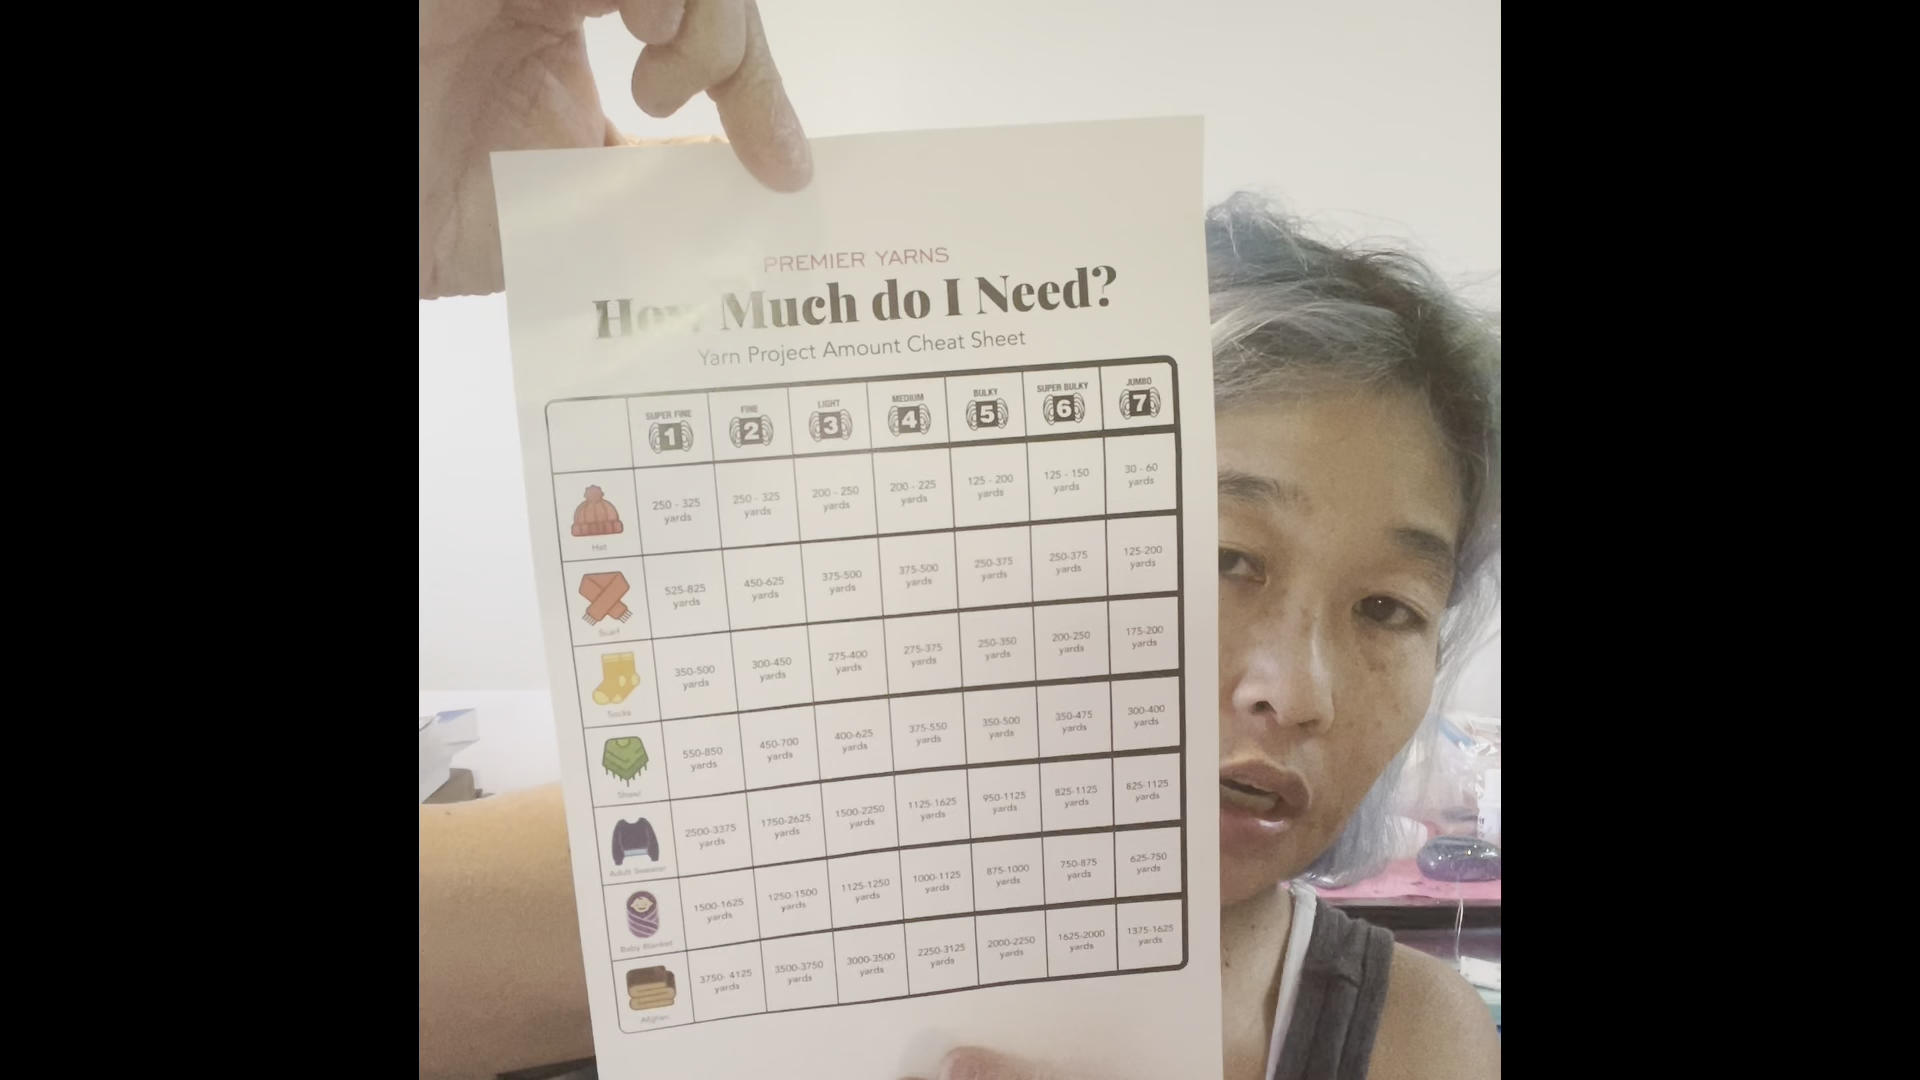 PREMIER YARNS
How Much do I Need?
Yarn Project Amount Cheat Sheet
SUPER FINE FINE LIGHT MEDIUM BULKY SUPER BULKY JUMBO
1 2 3 4 5 6 7
250 - 325 yards 250 - 325 yards 200 - 250 yards 200 - 225 yards 125 - 200 yards 125 - 150 yards 30 - 60 yards
Hat
525-825 yards 450-625 yards 375-500 yards 375-500 yards 250-375 yards 250-375 yards 125-200 yards
Scarf
350-500 yards 300-450 yards 275-400 yards 275-375 yards 250-350 yards 200-250 yards 175-200 yards
Socks
550-850 yards 450-700 yards 400-625 yards 375-550 yards 350-500 yards 350-475 yards 300-400 yards
Shawl
2500-3375 yards 1750-2625 yards 1500-2250 yards 1125-1625 yards 950-1125 yards 825-1125 yards 825-1125 yards
Adult Sweater
1500-1625 yards 1250-1500 yards 1125-1250 yards 1000-1125 yards 875-1000 yards 750-875 yards 625-750 yards
Baby Blanket
3750- 4125 yards 3500-3750 yards 3000-3500 yards 2250-3125 yards 2000-2250 yards 1625-2000 yards 1375-1625 yards
Afghan